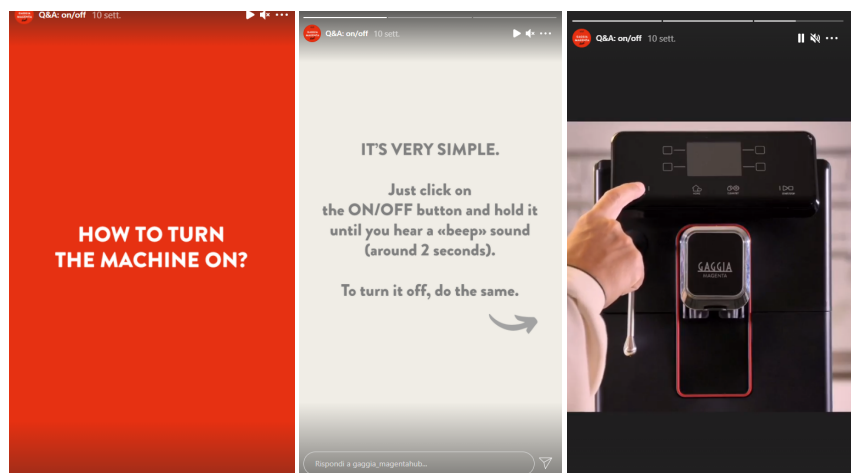 Q&A: on/off 10 sett.
HOW TO TURN
THE MACHINE ON?
Q&A: on/off 10 sett.
IT'S VERY SIMPLE.
Just click on
the ON/OFF button and hold it
until you hear a «beep» sound
(around 2 seconds).
To turn it off, do the same.
Rispondi a gaggia_magentahub...
Q&A: on/off 10 sett.
GAGGIA
MAGENTA